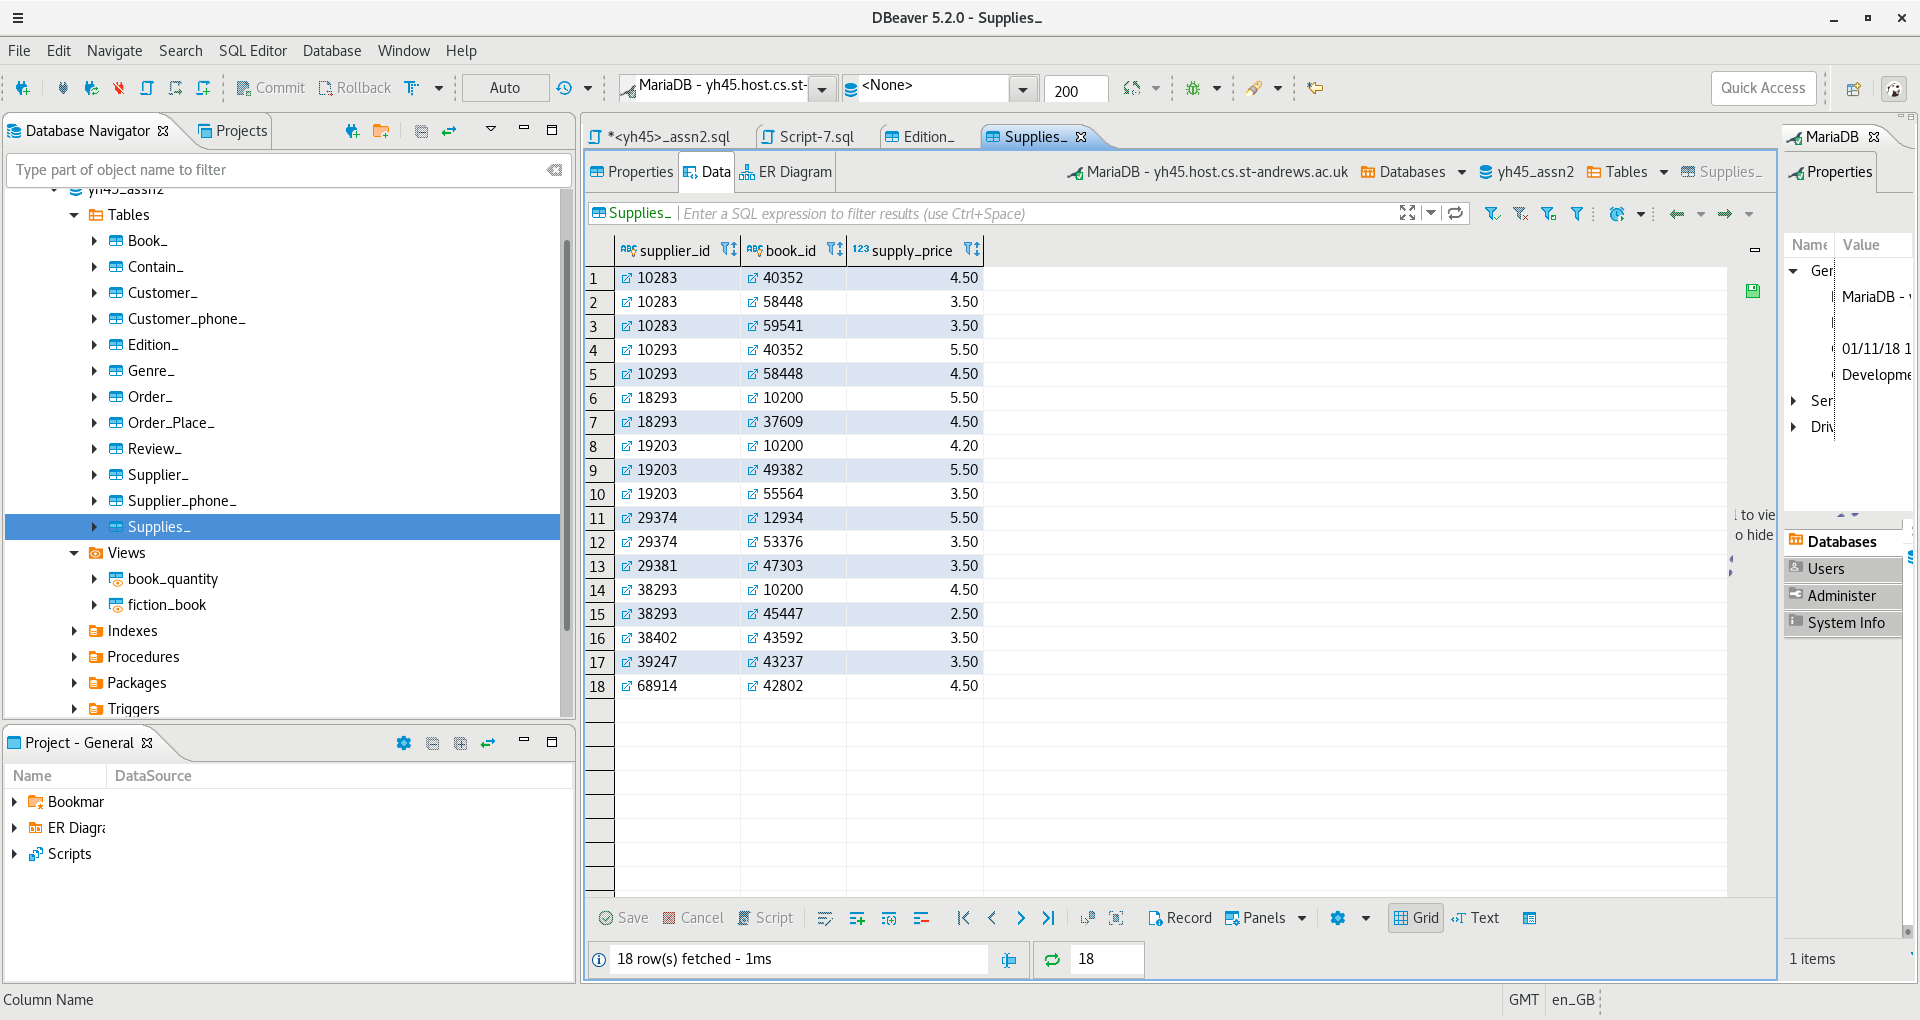 DBeaver 5.2.0 - Supplies_
File Edit Navigate Search SQL Editor Database Window Help
Commit Rollback Auto MariaDB - yh45.host.cs.st- <None> 200 Quick Access
Database Navigator Projects
Type part of object name to filter
yh45_assn2
Tables
Book_
Contain_
Customer_
Customer_phone_
Edition_
Genre_
Order_
Order_Place_
Review_
Supplier_
Supplier_phone_
Supplies_
Views
book_quantity
fiction_book
Indexes
Procedures
Packages
Triggers
Project - General
Name DataSource
Bookmar
ER Diagra
Scripts
*<yh45>_assn2.sql Script-7.sql Edition_ Supplies_
Properties Data ER Diagram MariaDB - yh45.host.cs.st-andrews.ac.uk Databases yh45_assn2 Tables Supplies_
Supplies_ Enter a SQL expression to filter results (use Ctrl+Space)
ABC supplier_id ABC book_id 123 supply_price
1 10283 40352 4.50
2 10283 58448 3.50
3 10283 59541 3.50
4 10293 40352 5.50
5 10293 58448 4.50
6 18293 10200 5.50
7 18293 37609 4.50
8 19203 10200 4.20
9 19203 49382 5.50
10 19203 55564 3.50
11 29374 12934 5.50
12 29374 53376 3.50
13 29381 47303 3.50
14 38293 10200 4.50
15 38293 45447 2.50
16 38402 43592 3.50
17 39247 43237 3.50
18 68914 42802 4.50
l to vie
o hide
Save Cancel Script Record Panels Grid Text
18 row(s) fetched - 1ms 18
MariaDB
Properties
Name Value
Ger
MariaDB -
01/11/18 1
Developme
Ser
Driv
Databases
Users
Administer
System Info
1 items
Column Name GMT en_GB